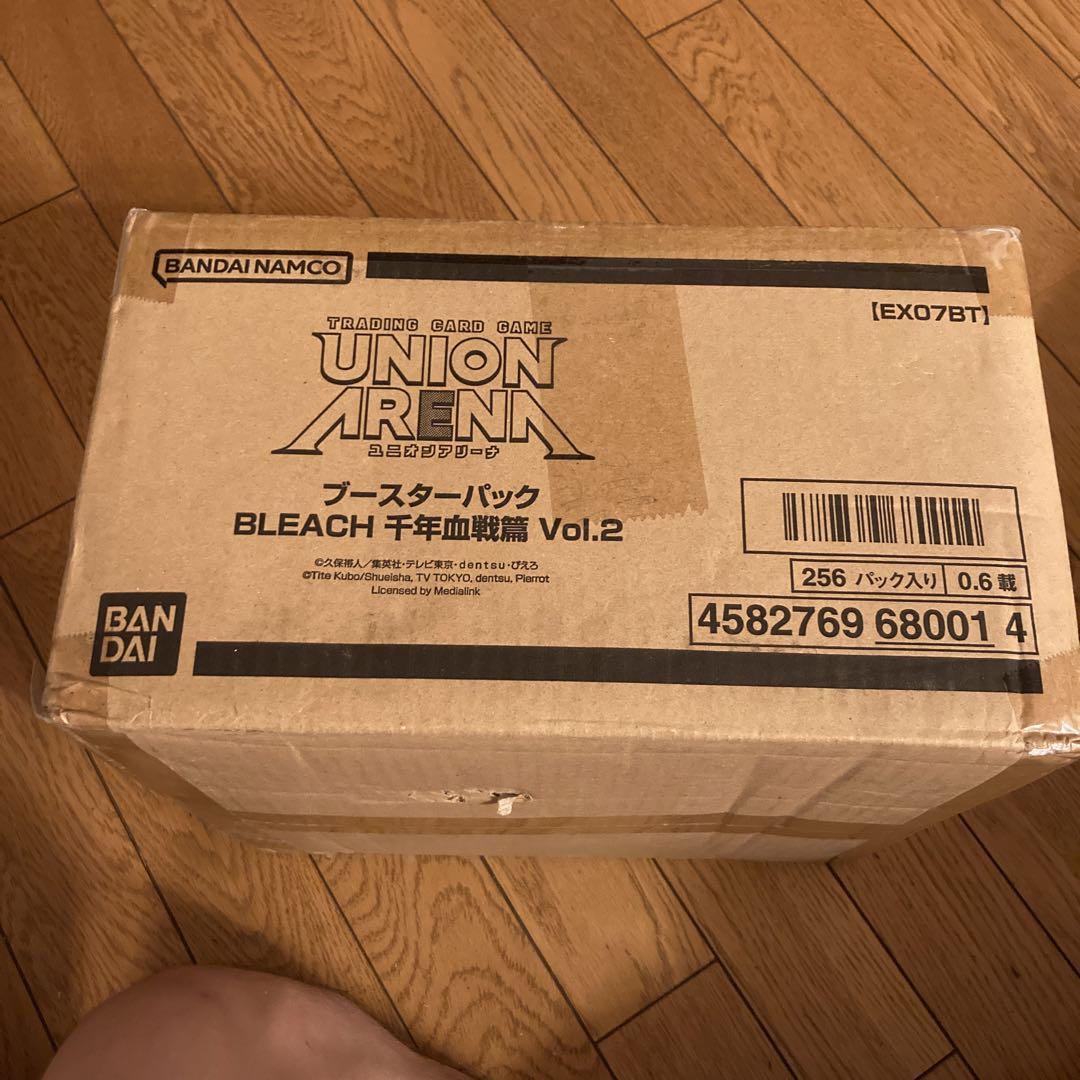 BANDAI NAMCO
【EX07BT】
TRADING CARD GAME
UNION
ARENA
ユニオンアリーナ
ブースターパック
BLEACH 千年血戦篇 Vol.2
©久保帯人／集英社・テレビ東京・dentsu・ぴえろ
©Tite Kubo/Shueisha, TV TOKYO, dentsu, Pierrot
Licensed by Medialink
256 パック入り 0.6 載
4582769 68001 4
BAN
DAI